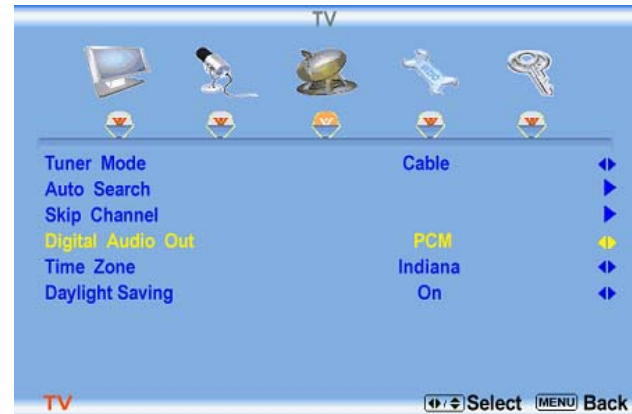 TV
Tuner Mode Cable
Auto Search
Skip Channel
Digital Audio Out PCM
Time Zone Indiana
Daylight Saving On
TV Select MENU Back